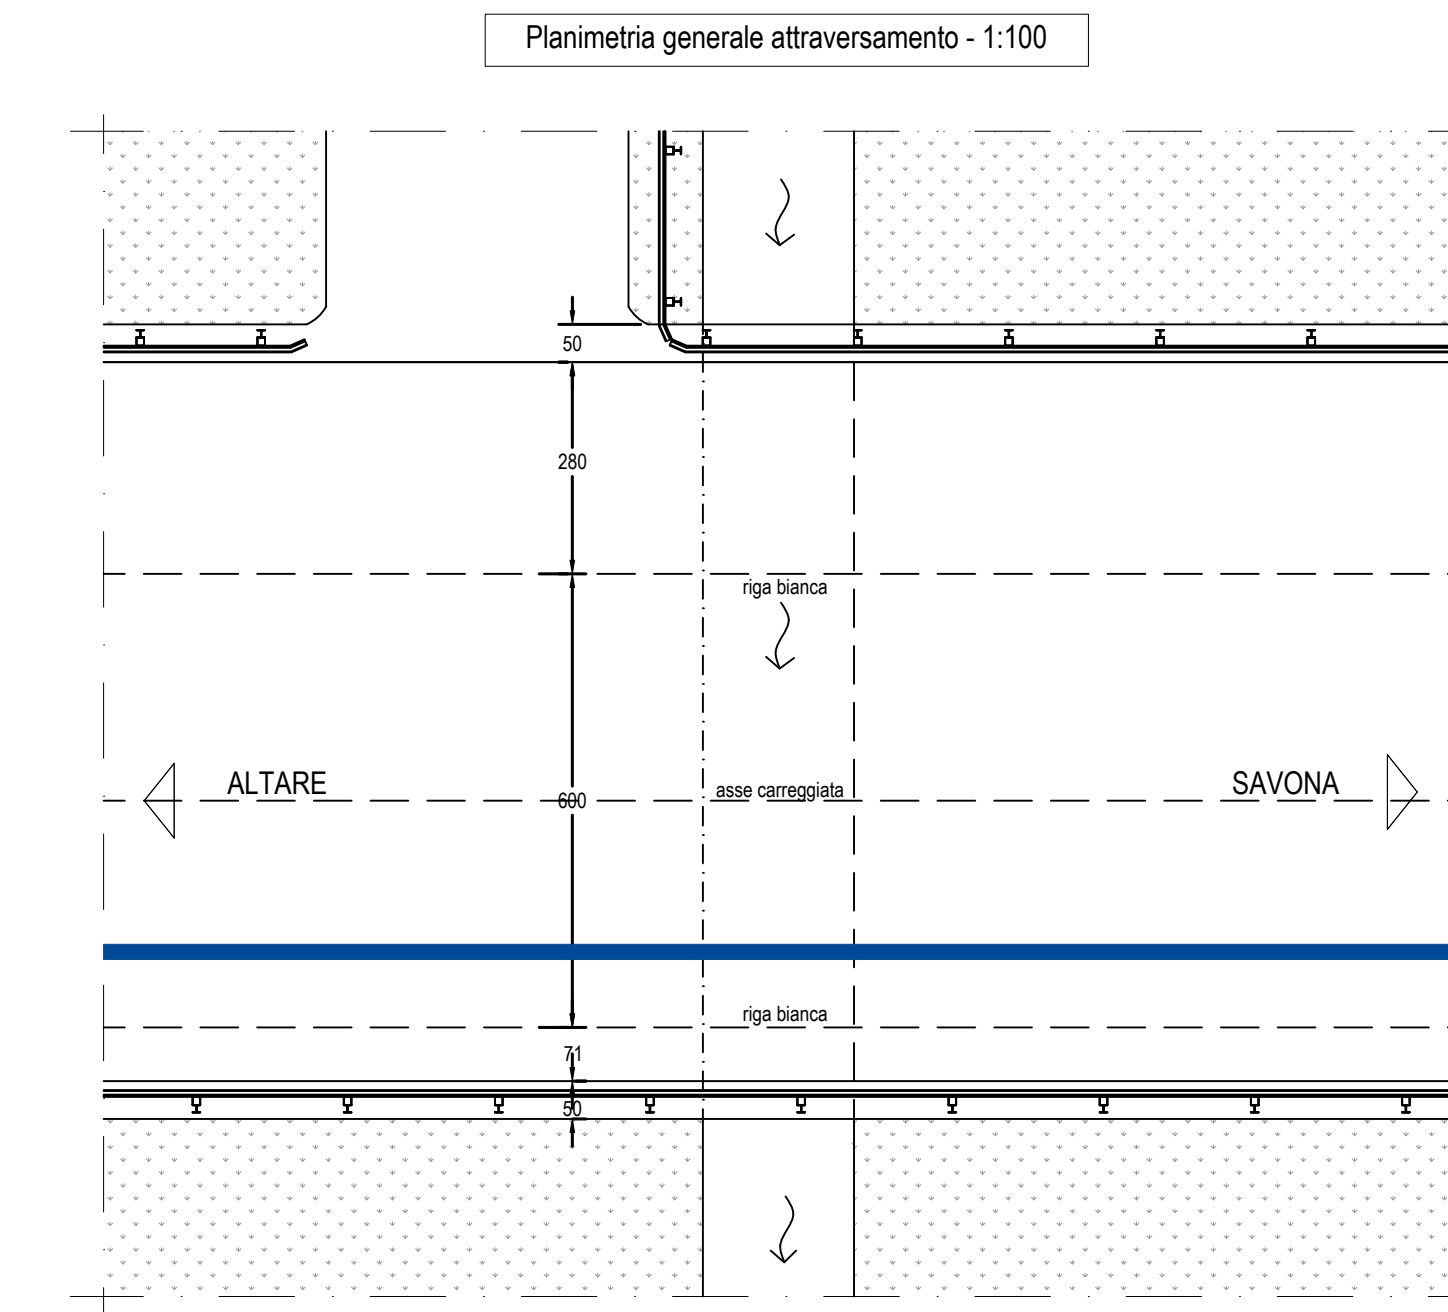 Planimetria generale attraversamento - 1:100
50
280
riga bianca
ALTARE
600
asse carreggiata
SAVONA
riga bianca
71
50